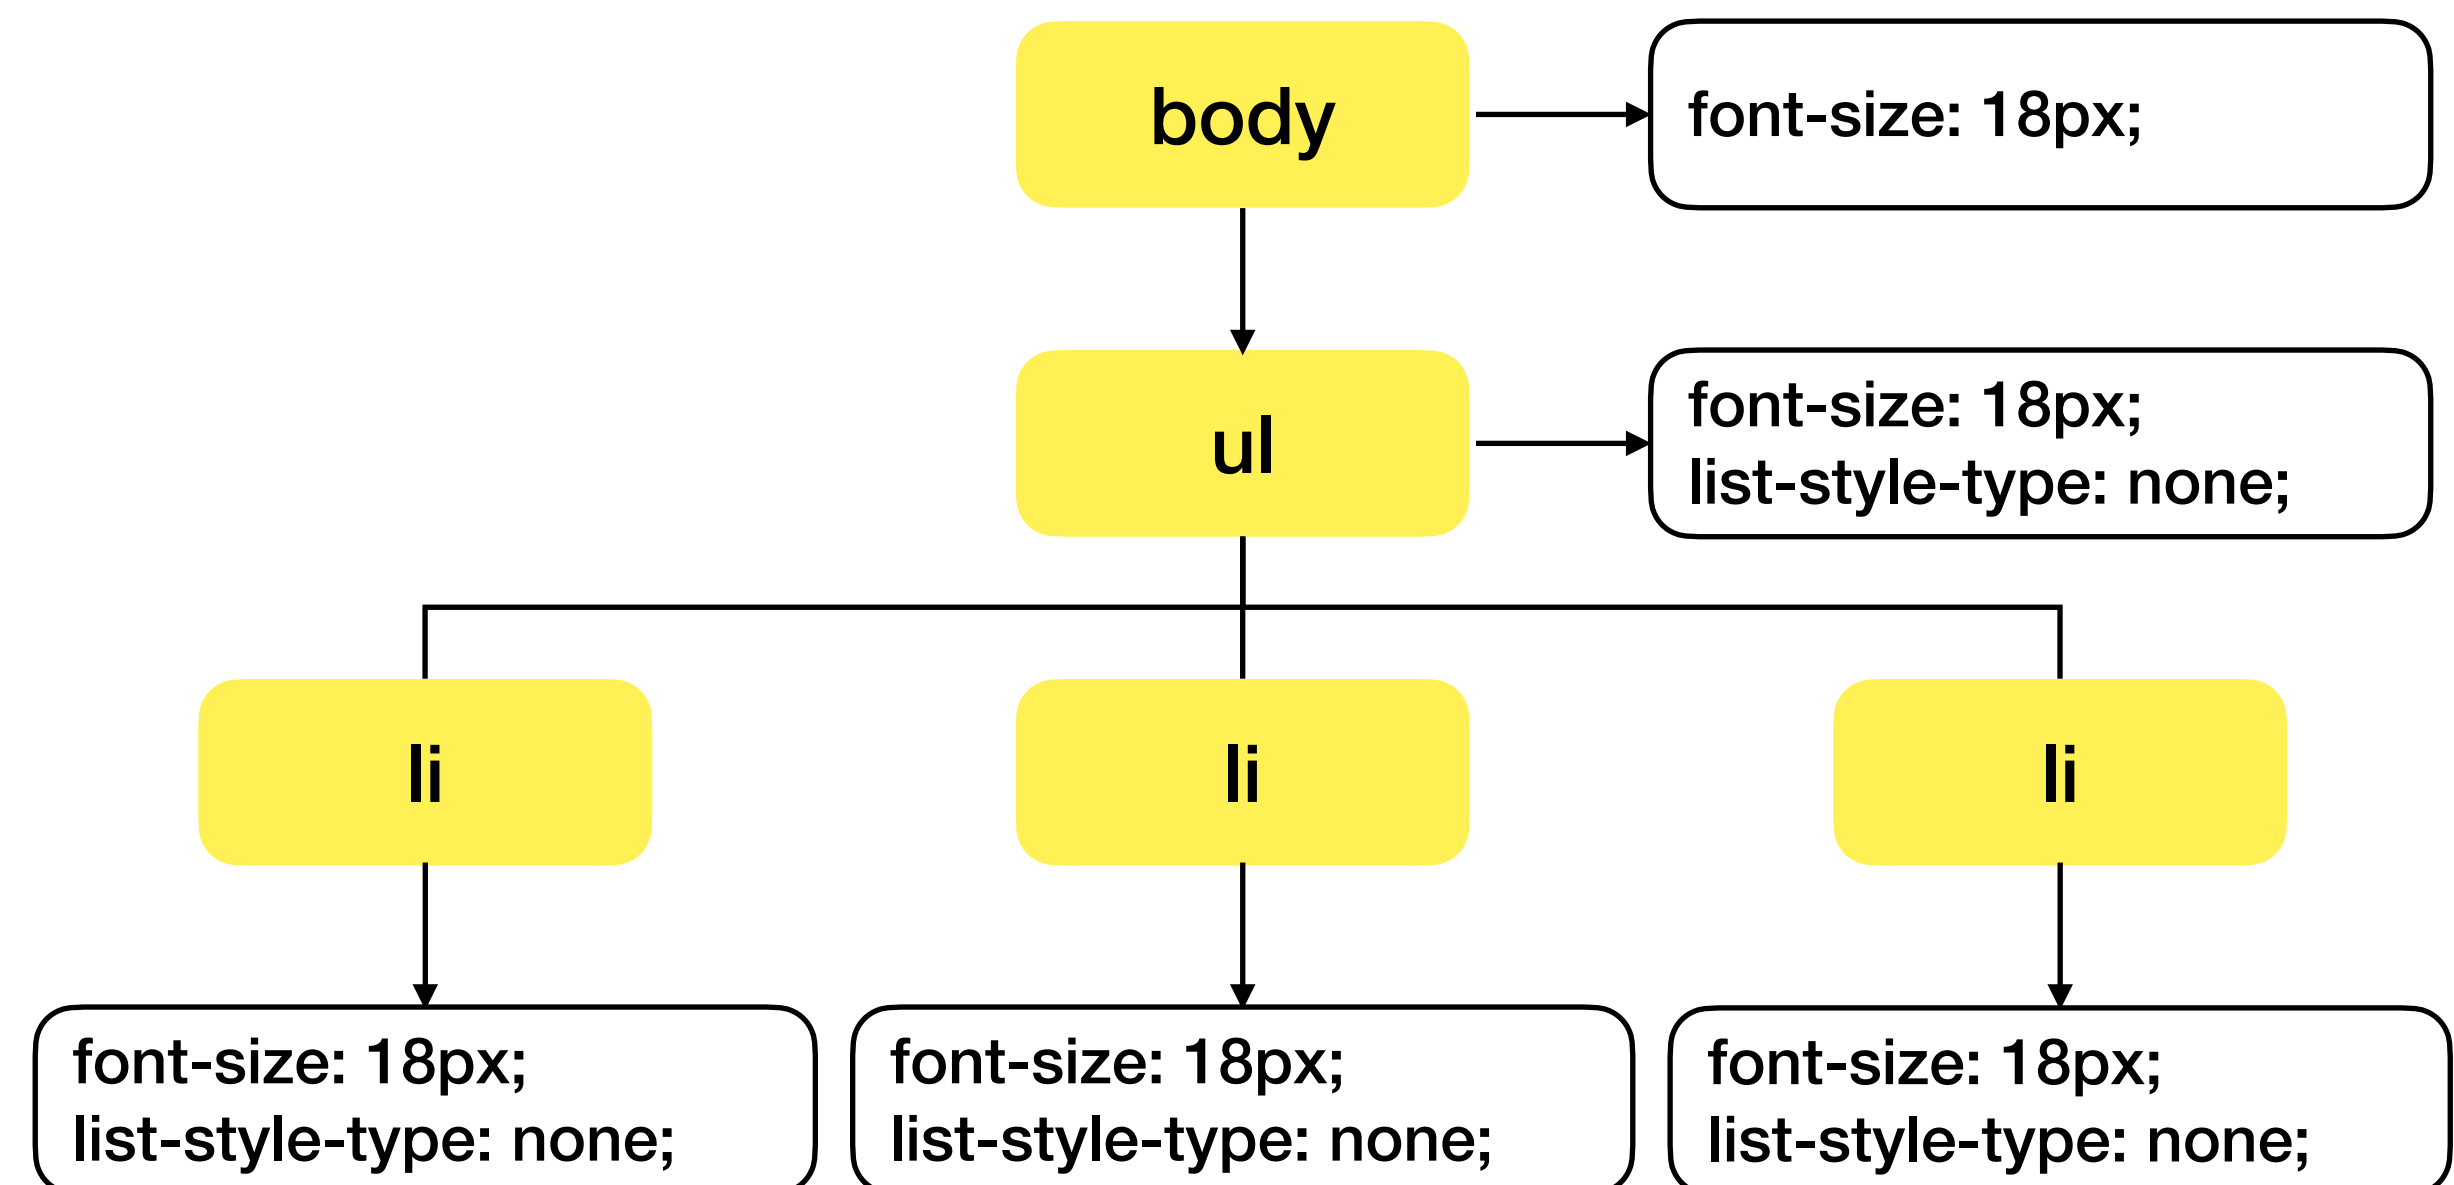 body
font-size: 18px;
ul
font-size: 18px;
list-style-type: none;
li
li
li
font-size: 18px;
list-style-type: none;
font-size: 18px;
list-style-type: none;
font-size: 18px;
list-style-type: none;